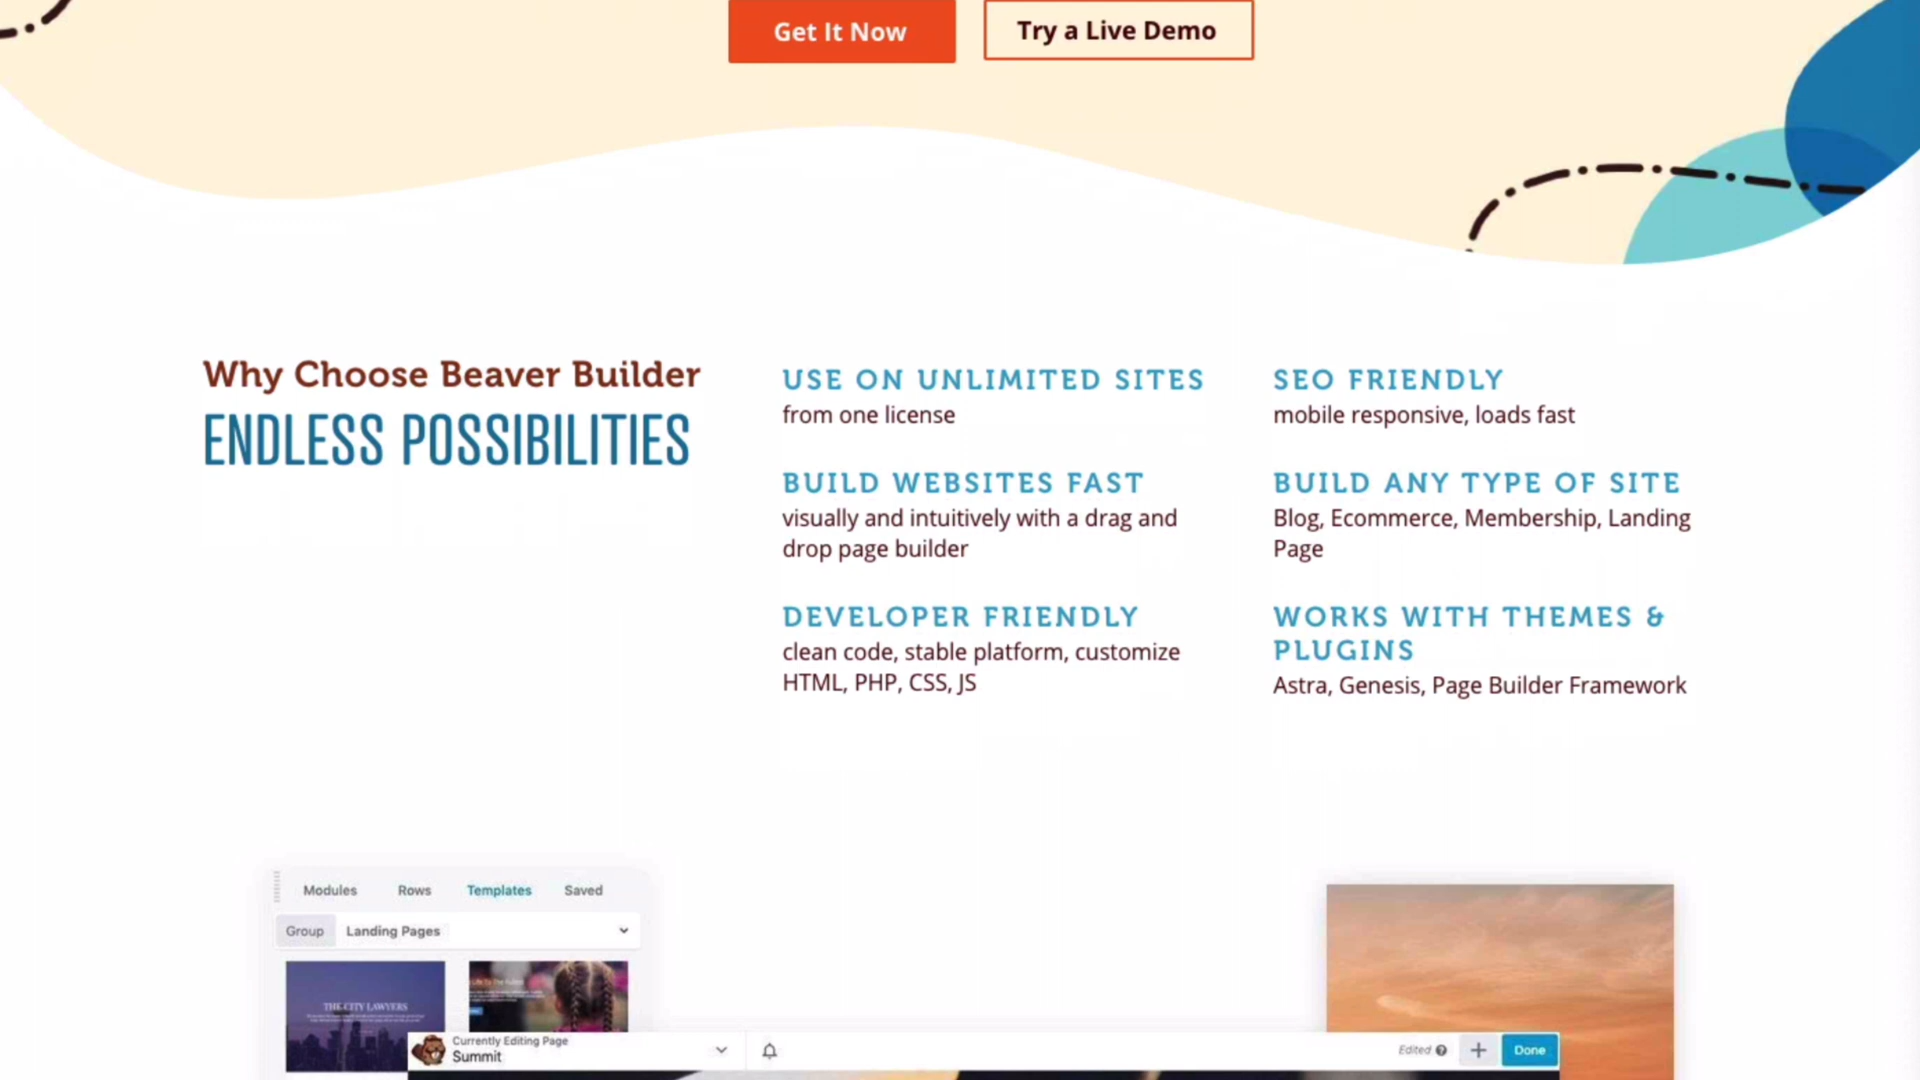 Get It Now
Try a Live Demo
Why Choose Beaver Builder
ENDLESS POSSIBILITIES
USE ON UNLIMITED SITES
from one license
BUILD WEBSITES FAST
visually and intuitively with a drag and
drop page builder
DEVELOPER FRIENDLY
clean code, stable platform, customize
HTML, PHP, CSS, JS
SEO FRIENDLY
mobile responsive, loads fast
BUILD ANY TYPE OF SITE
Blog, Ecommerce, Membership, Landing
Page
WORKS WITH THEMES &
PLUGINS
Astra, Genesis, Page Builder Framework
Modules Rows Templates Saved
Group Landing Pages
THE CITY LAWYERS
Currently Editing Page
Summit
Edited
Done